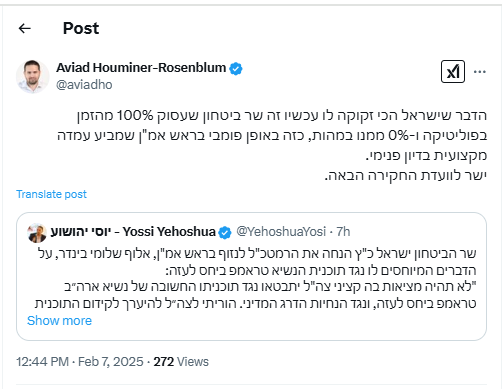 Post
Aviad Houminer-Rosenblum
@aviadho
הדבר שישראל הכי זקוקה לו עכשיו זה שר ביטחון שעסוק 100% מהזמן
בפוליטיקה ו-0% ממנו במהות, כזה באופן פומבי בראש אמ"ן שמביע עמדה
מקצועית בדיון פנימי.
ישר לוועדת החקירה הבאה.
Translate post
יוסי יהושוע - Yossi Yehoshua @YehoshuaYosi · 7h
שר הביטחון ישראל כ"ץ הנחה את הרמטכ"ל לנזוף בראש אמ"ן, אלוף שלומי בינדר, על
הדברים המיוחסים לו נגד תוכנית הנשיא טראמפ ביחס לעזה:
"לא תהיה מציאות בה קציני צה"ל יתבטאו נגד תוכניתו החשובה של נשיא ארה״ב
טראמפ ביחס לעזה, ונגד הנחיות הדרג המדיני. הוריתי לצה״ל להיערך לקידום התוכנית
Show more
12:44 PM · Feb 7, 2025 · 272 Views